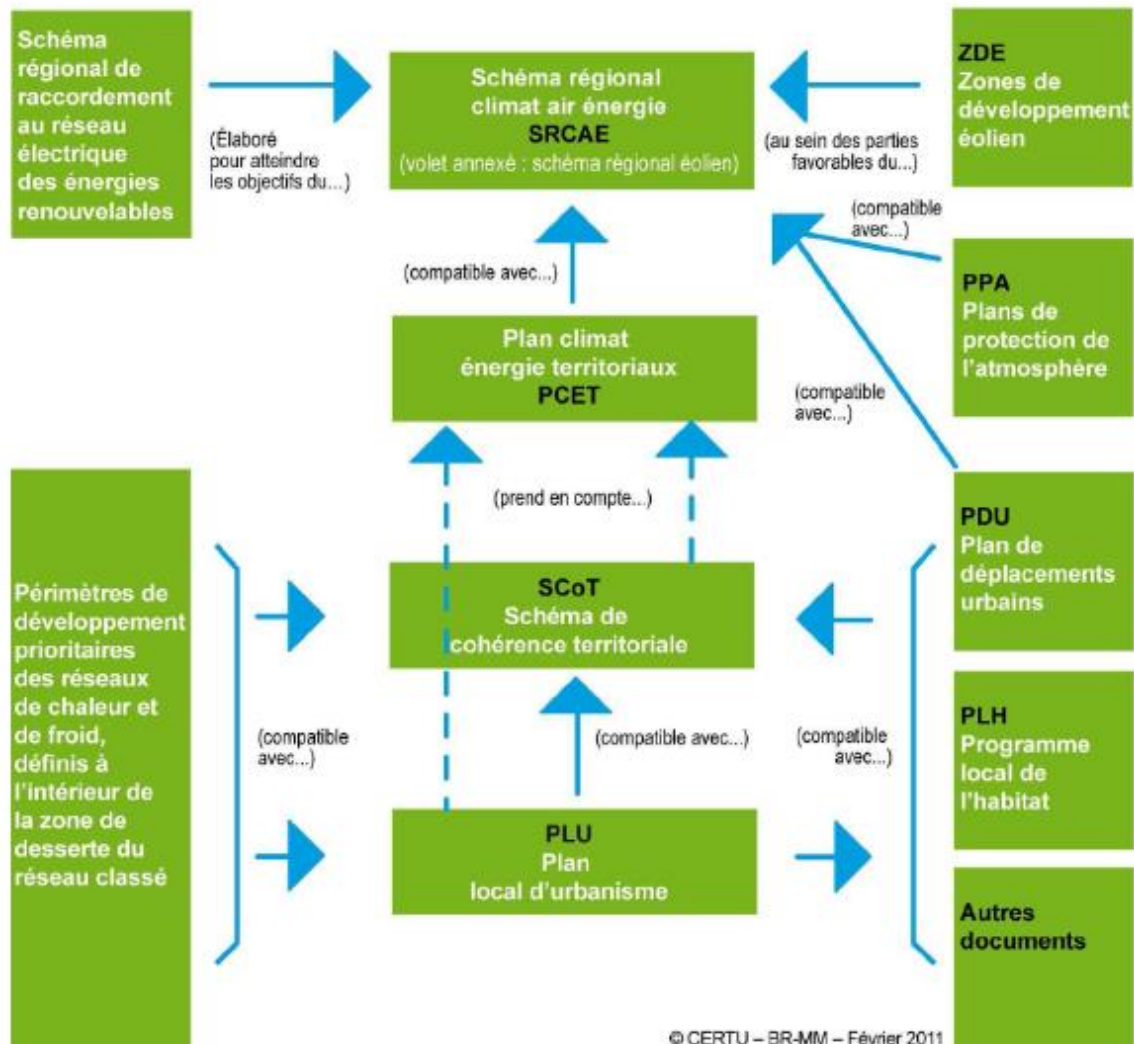 Schéma
régional de
raccordement
au réseau
électrique
des énergies
renouvelables
(Élaboré
pour atteindre
les objectifs du...)
Schéma régional
climat air énergie
SRCAE
(volet annexé : schéma régional éolien)
(au sein des parties
favorables du...)
ZDE
Zones de
développement
éolien
(compatible
avec...)
PPA
Plans de
protection de
l'atmosphère
(compatible avec...)
Plan climat
énergie territoriaux
PCET
(compatible
avec...)
(prend en compte...)
Périmètres de
développement
prioritaires
des réseaux
de chaleur et
de froid,
définis à
l'intérieur de
la zone de
desserte du
réseau classé
(compatible
avec...)
SCoT
Schéma de
cohérence territoriale
(compatible avec...)
PLU
Plan
local d'urbanisme
(compatible
avec...)
PDU
Plan de
déplacements
urbains
PLH
Programme
local de
l'habitat
Autres
documents
© CERTU – BR-MM – Février 2011